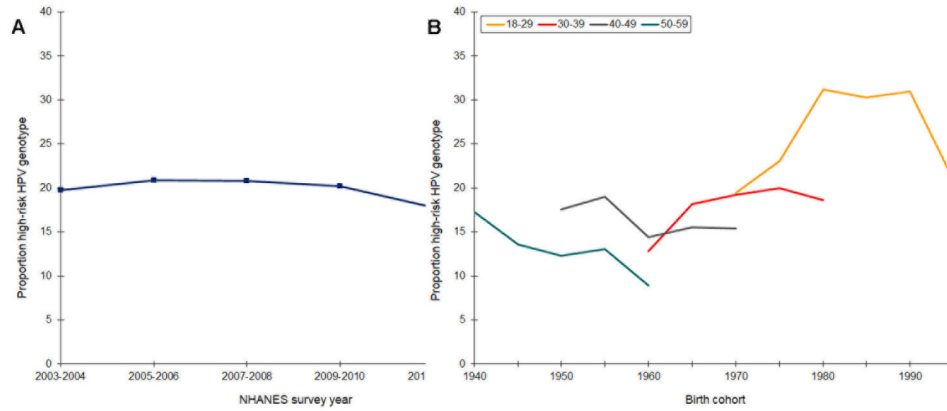 A
40
35
30
25
20
15
10
5
0
Proportion high-risk HPV genotype
2003-2004 2005-2006 2007-2008 2009-2010 201
NHANES survey year
B
18-29 30-39 40-49 50-59
40
35
30
25
20
15
10
5
0
Proportion high-risk HPV genotype
1940 1950 1960 1970 1980 1990
Birth cohort